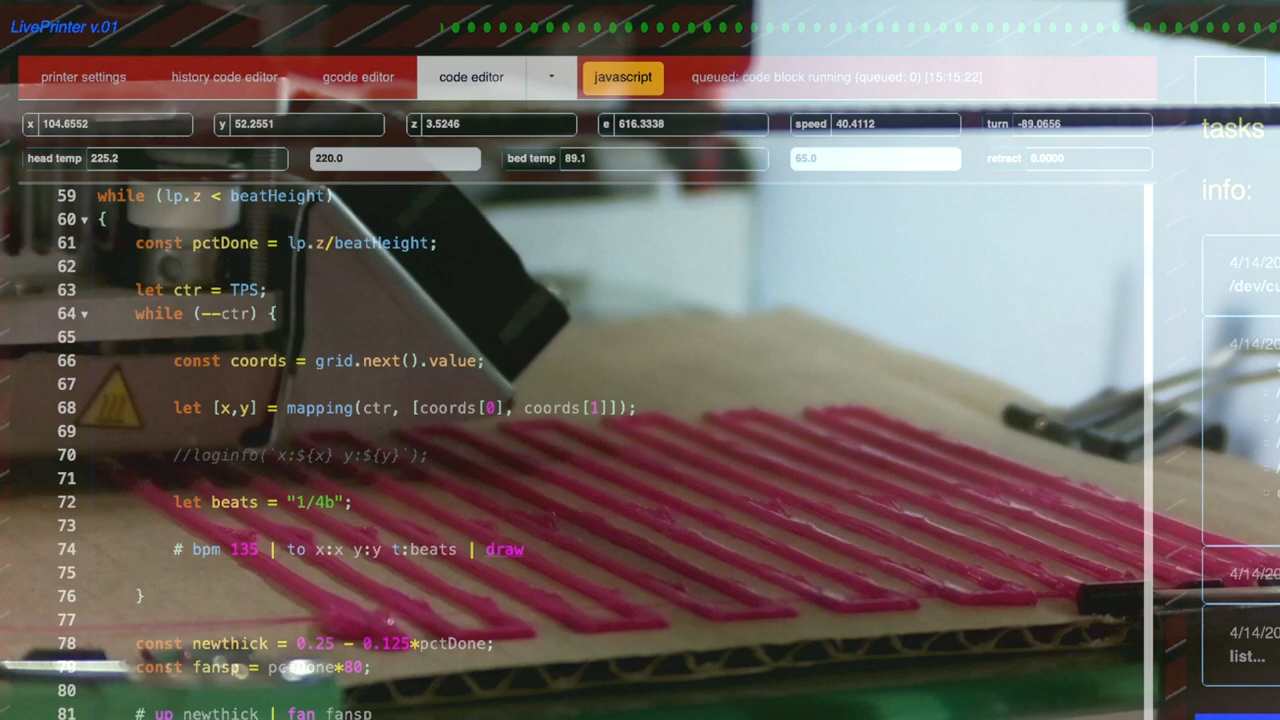 LivePrinter v.01
printer settings history code editor gcode editor code editor javascript queued: code block running (queued: 0) [15:15:22]
x 104.6552 y 52.2551 z 3.5246 e 616.3338 speed 40.4112 turn -89.0656
tasks
head temp 225.2 220.0 bed temp 89.1 65.0 retract 0.0000
info:
59 while (lp.z < beatHeight)
60 {
61 const pctDone = lp.z/beatHeight;
62
4/14/20
63 let ctr = TPS;
/dev/cu
64 while (--ctr) {
65
4/14/20
66 const coords = grid.next().value;
67
68 let [x,y] = mapping(ctr, [coords[0], coords[1]]);
69
70 //loginfo(`x:${x} y:${y}`);
71
72 let beats = "1/4b";
73
74 # bpm 135 | to x:x y:y t:beats | draw
75
4/14/20
76 }
77
4/14/20
78 const newthick = 0.25 - 0.125*pctDone;
list...
79 const fansp = pctDone*80;
80
81 # up newthick | fan fansp